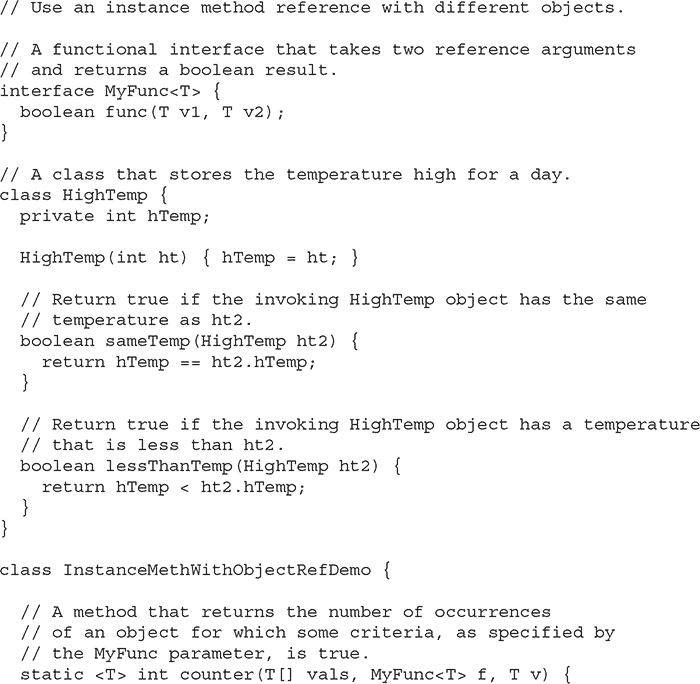 // Use an instance method reference with different objects.

// A functional interface that takes two reference arguments
// and returns a boolean result.
interface MyFunc<T> {
  boolean func(T v1, T v2);
}

// A class that stores the temperature high for a day.
class HighTemp {
  private int hTemp;

  HighTemp(int ht) { hTemp = ht; }

  // Return true if the invoking HighTemp object has the same
  // temperature as ht2.
  boolean sameTemp(HighTemp ht2) {
    return hTemp == ht2.hTemp;
  }

  // Return true if the invoking HighTemp object has a temperature
  // that is less than ht2.
  boolean lessThanTemp(HighTemp ht2) {
    return hTemp < ht2.hTemp;
  }
}

class InstanceMethWithObjectRefDemo {

  // A method that returns the number of occurrences
  // of an object for which some criteria, as specified by
  // the MyFunc parameter, is true.
  static <T> int counter(T[] vals, MyFunc<T> f, T v) {